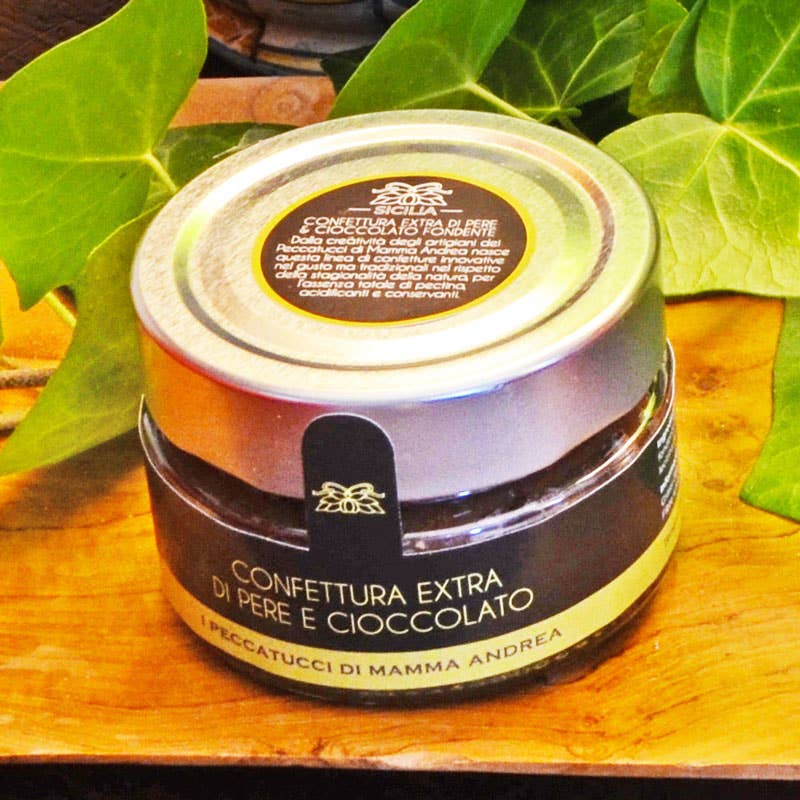 SICILIA
CONFETTURA EXTRA DI PERE
& CIOCCOLATO FONDENTE
Dalla creatività degli artigiani dei
Peccatucci di Mamma Andrea nasce
questa linea di confetture innovative
nel gusto ma tradizionali nel rispetto
della stagionalità della natura, per
l'assenza totale di pectina,
acidificanti e conservanti.
CONFETTURA EXTRA
DI PERE E CIOCCOLATO
I PECCATUCCI DI MAMMA ANDREA